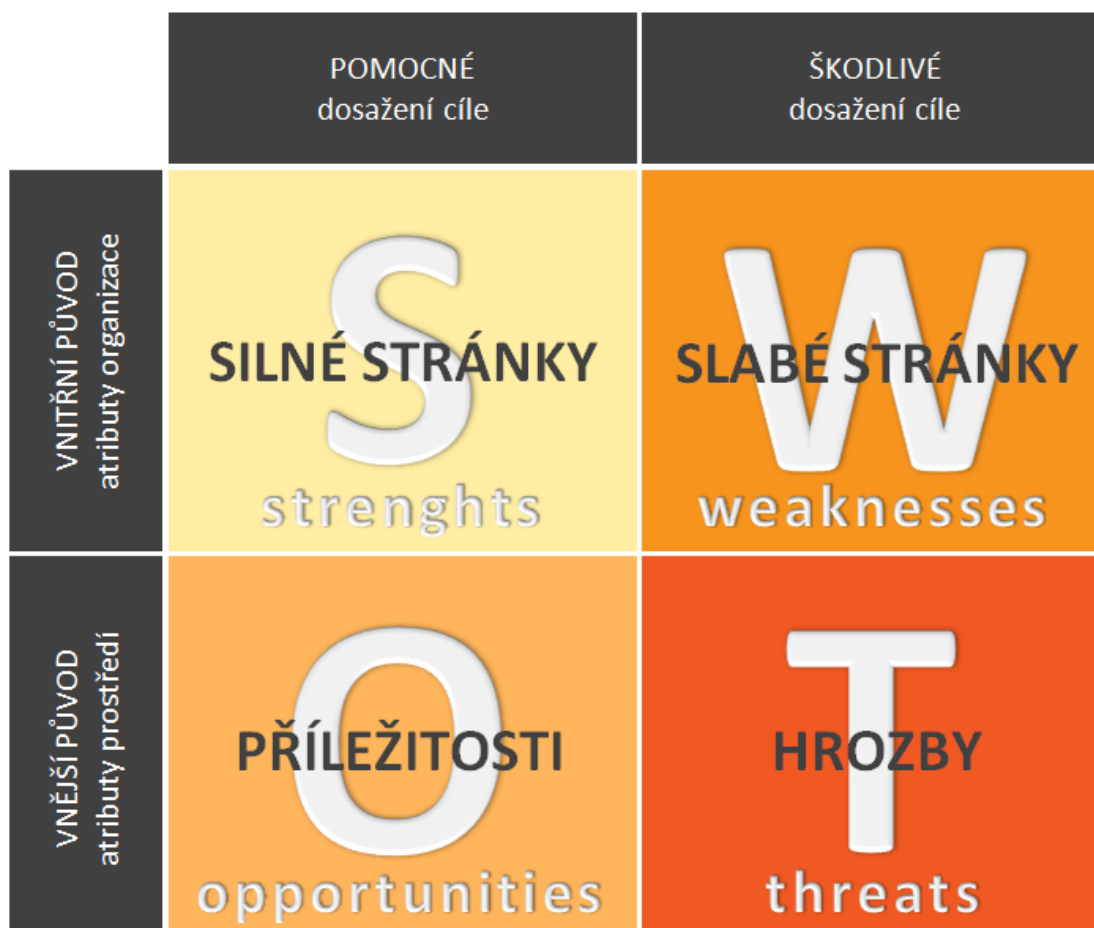 POMOCNÉ
dosažení cíle
ŠKODLIVÉ
dosažení cíle
VNITŘNÍ PŮVOD
atributy organizace
S
SILNÉ STRÁNKY
strenghts
W
SLABÉ STRÁNKY
weaknesses
VNĚJŠÍ PŮVOD
atributy prostředí
O
PŘÍLEŽITOSTI
opportunities
T
HROZBY
threats